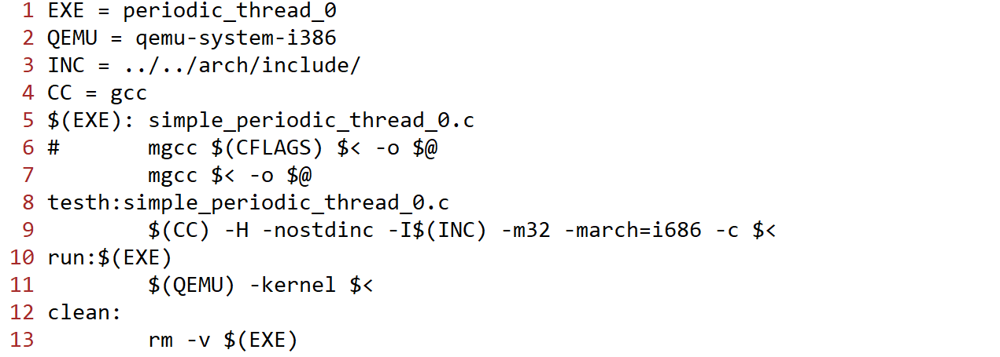 1 EXE = periodic_thread_0
2 QEMU = qemu-system-i386
3 INC = ../../arch/include/
4 CC = gcc
5 $(EXE): simple_periodic_thread_0.c
6 #       mgcc $(CFLAGS) $< -o $@
7         mgcc $< -o $@
8 testh:simple_periodic_thread_0.c
9         $(CC) -H -nostdinc -I$(INC) -m32 -march=i686 -c $<
10 run:$(EXE)
11         $(QEMU) -kernel $<
12 clean:
13         rm -v $(EXE)